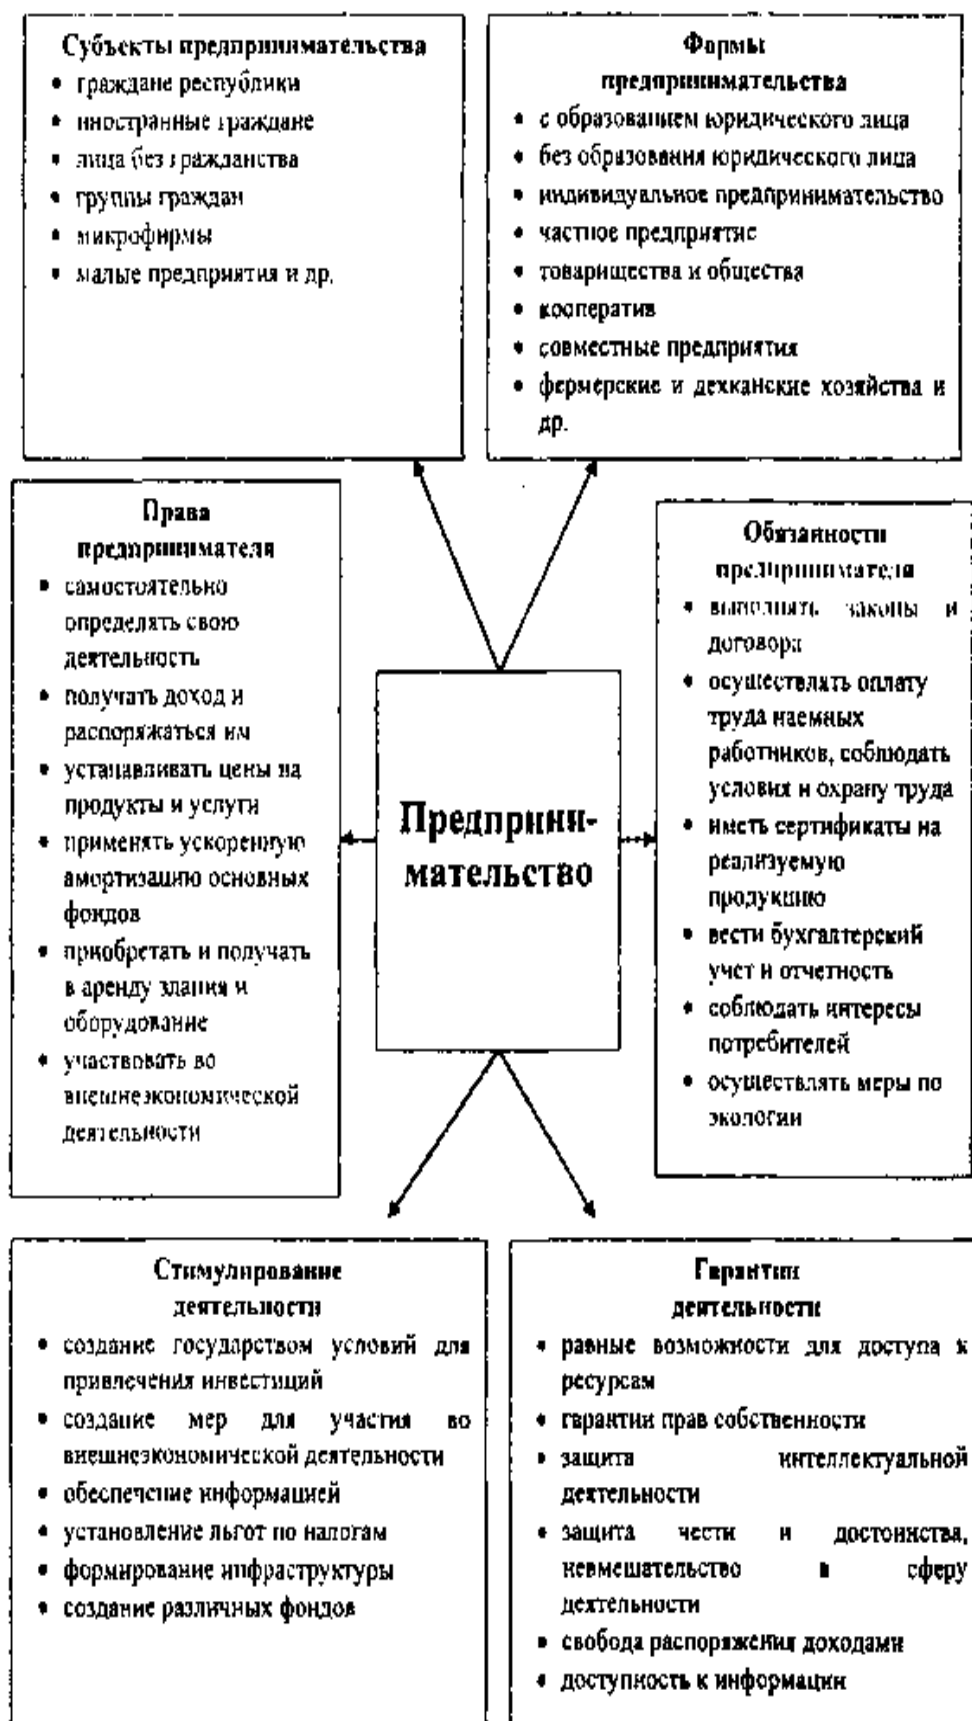 Субъекты предпринимательства
• граждане республики
• иностранные граждане
• лица без гражданства
• группы граждан
• микрофирмы
• малые предприятия и др.
Формы
предпринимательства
• с образованием юридического лица
• без образования юридического лица
• индивидуальное предпринимательство
• частное предприятие
• товарищества и общества
• кооператив
• совместные предприятия
• фермерские и дехканские хозяйства и
др.
Права
предпринимателя
• самостоятельно
определять свою
деятельность
• получать доход и
распоряжаться им
• устанавливать цены на
продукты и услуги
• применять ускоренную
амортизацию основных
фондов
• приобретать и получать
в аренду здания и
оборудование
• участвовать во
внешнеэкономической
деятельности
Предприни-
мательство
Обязанности
предпринимателя
• выполнять законы и
договора
• осуществлять оплату
труда наемных
работников, соблюдать
условия и охрану труда
• иметь сертификаты на
реализуемую
продукцию
• вести бухгалтерский
учет и отчетность
• соблюдать интересы
потребителей
• осуществлять меры по
экологии
Стимулирование
деятельности
• создание государством условий для
привлечения инвестиций
• создание мер для участия во
внешнеэкономической деятельности
• обеспечение информацией
• установление льгот по налогам
• формирование инфраструктуры
• создание различных фондов
Гарантии
деятельности
• равные возможности для доступа к
ресурсам
• гарантии прав собственности
• защита интеллектуальной
деятельности
• защита чести и достоинства,
невмешательство в сферу
деятельности
• свобода распоряжения доходами
• доступность к информации